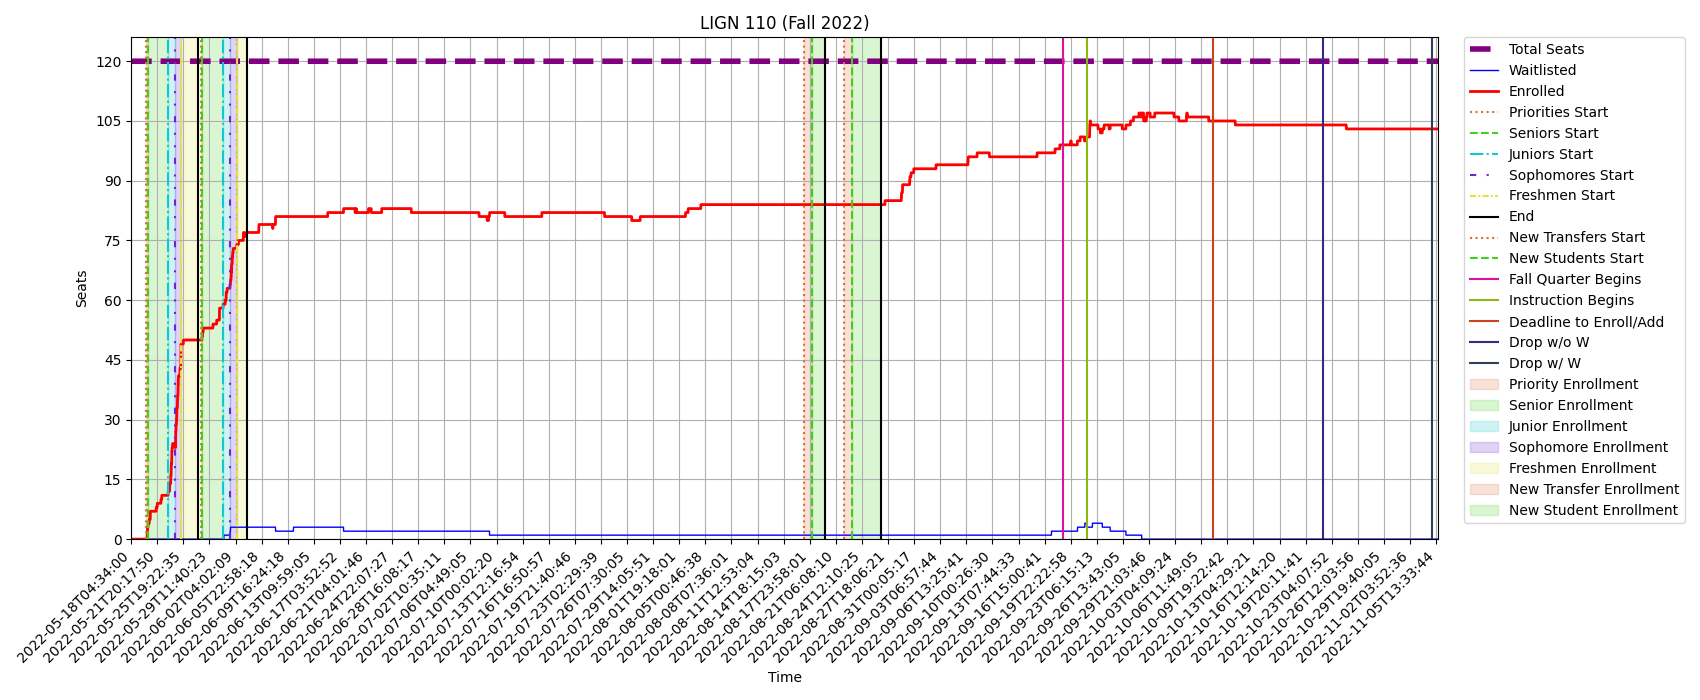 LIGN 110 (Fall 2022)
Seats
120
105
90
75
60
45
30
15
0
2022-05-18T04:34:00
2022-05-21T20:17:50
2022-05-25T19:22:35
2022-05-29T11:40:23
2022-06-02T04:02:09
2022-06-05T22:58:18
2022-06-09T16:24:18
2022-06-13T09:59:05
2022-06-17T03:52:52
2022-06-21T04:01:46
2022-06-24T22:07:27
2022-06-28T16:08:17
2022-07-02T10:35:11
2022-07-06T04:49:05
2022-07-10T00:02:20
2022-07-13T12:16:54
2022-07-16T16:50:57
2022-07-19T21:40:46
2022-07-23T02:29:39
2022-07-26T07:30:05
2022-07-29T14:05:51
2022-08-01T19:18:01
2022-08-05T00:46:38
2022-08-08T07:36:01
2022-08-11T12:53:04
2022-08-14T18:15:03
2022-08-17T23:58:01
2022-08-21T06:08:10
2022-08-24T12:10:25
2022-08-27T18:06:21
2022-08-31T00:05:17
2022-09-03T06:57:44
2022-09-06T13:25:41
2022-09-10T00:26:30
2022-09-13T07:44:33
2022-09-16T15:00:41
2022-09-19T22:22:58
2022-09-23T06:15:13
2022-09-26T13:43:05
2022-09-29T21:03:46
2022-10-03T04:09:24
2022-10-06T11:49:05
2022-10-09T19:22:42
2022-10-13T04:29:21
2022-10-16T12:14:20
2022-10-19T20:11:41
2022-10-23T04:07:52
2022-10-26T12:03:56
2022-10-29T19:40:05
2022-11-02T03:52:36
2022-11-05T13:33:44
Time
Total Seats
Waitlisted
Enrolled
Priorities Start
Seniors Start
Juniors Start
Sophomores Start
Freshmen Start
End
New Transfers Start
New Students Start
Fall Quarter Begins
Instruction Begins
Deadline to Enroll/Add
Drop w/o W
Drop w/ W
Priority Enrollment
Senior Enrollment
Junior Enrollment
Sophomore Enrollment
Freshmen Enrollment
New Transfer Enrollment
New Student Enrollment